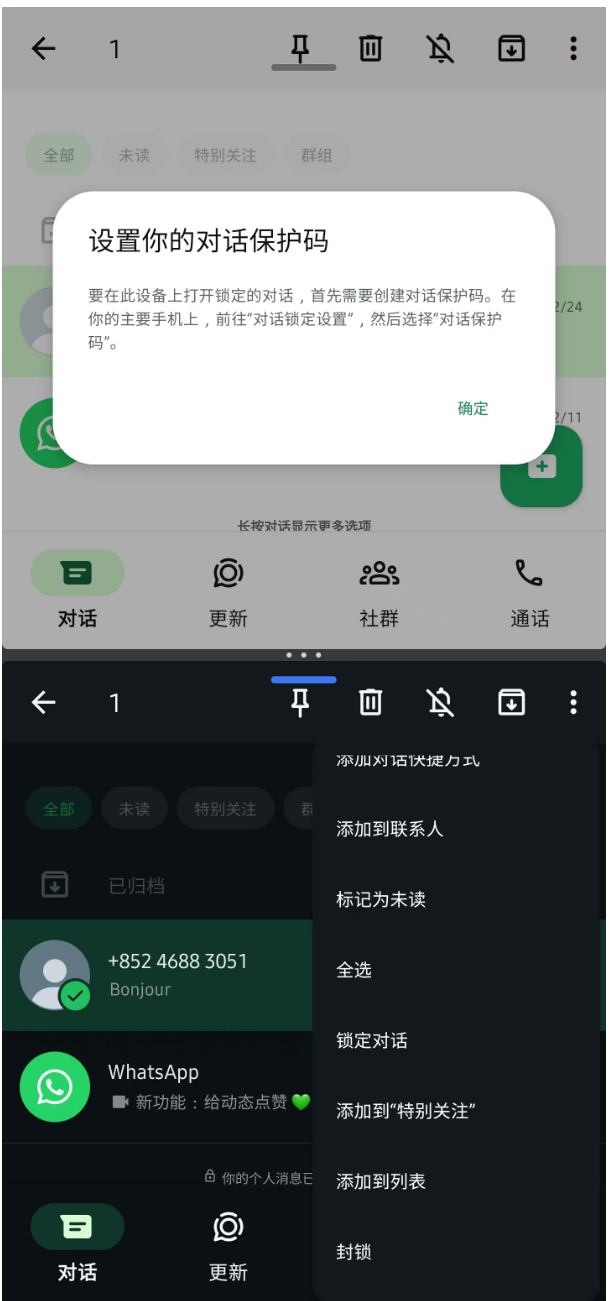 1
全部
未读
特别关注
群组
设置你的对话保护码
要在此设备上打开锁定的对话，首先需要创建对话保护码。在
你的主要手机上，前往“对话锁定设置”，然后选择“对话保护
码”。
2/24
确定
2/11
长按对话显示更多选项
对话
更新
社群
通话
1
添加对话快捷方式
全部
未读
特别关注
群
添加到联系人
已归档
标记为未读
+852 4688 3051
Bonjour
全选
锁定对话
WhatsApp
新功能：给动态点赞💚
添加到“特别关注”
你的个人消息已
添加到列表
对话
更新
封锁